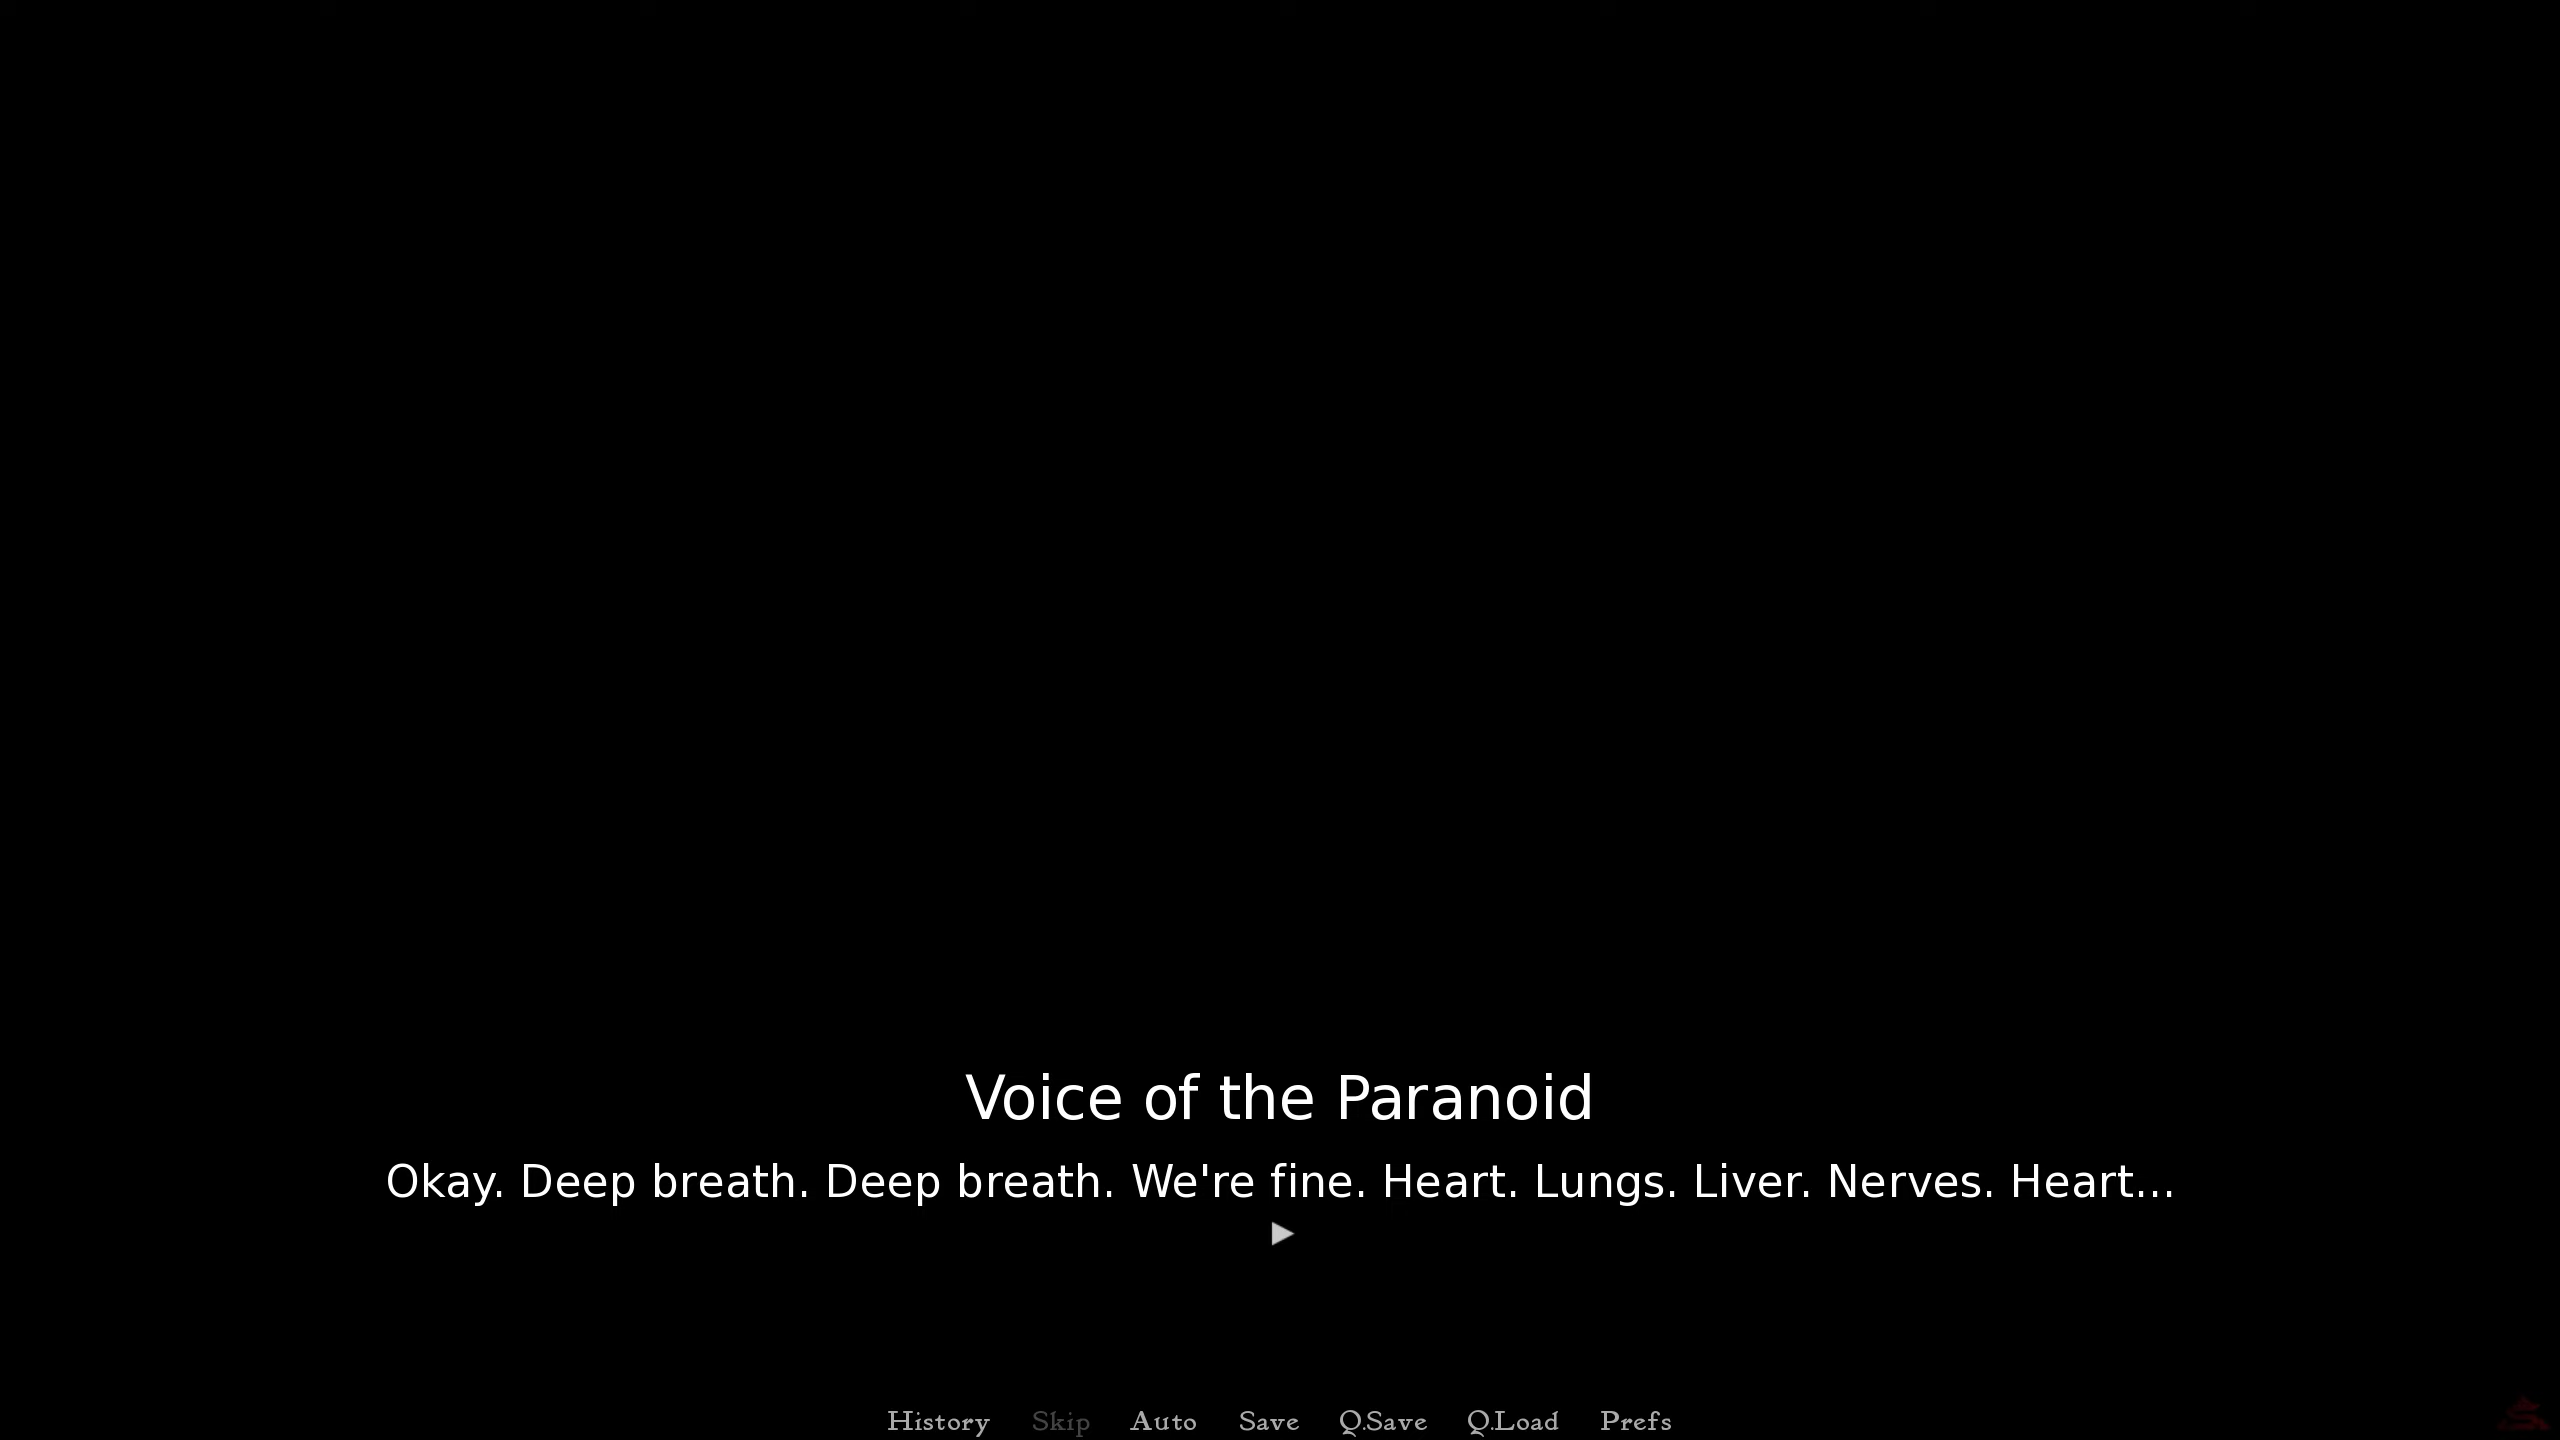 Voice of the Paranoid
Okay. Deep breath. Deep breath. We're fine. Heart. Lungs. Liver. Nerves. Heart...
History Skip Auto Save Q.Save Q.Load Prefs